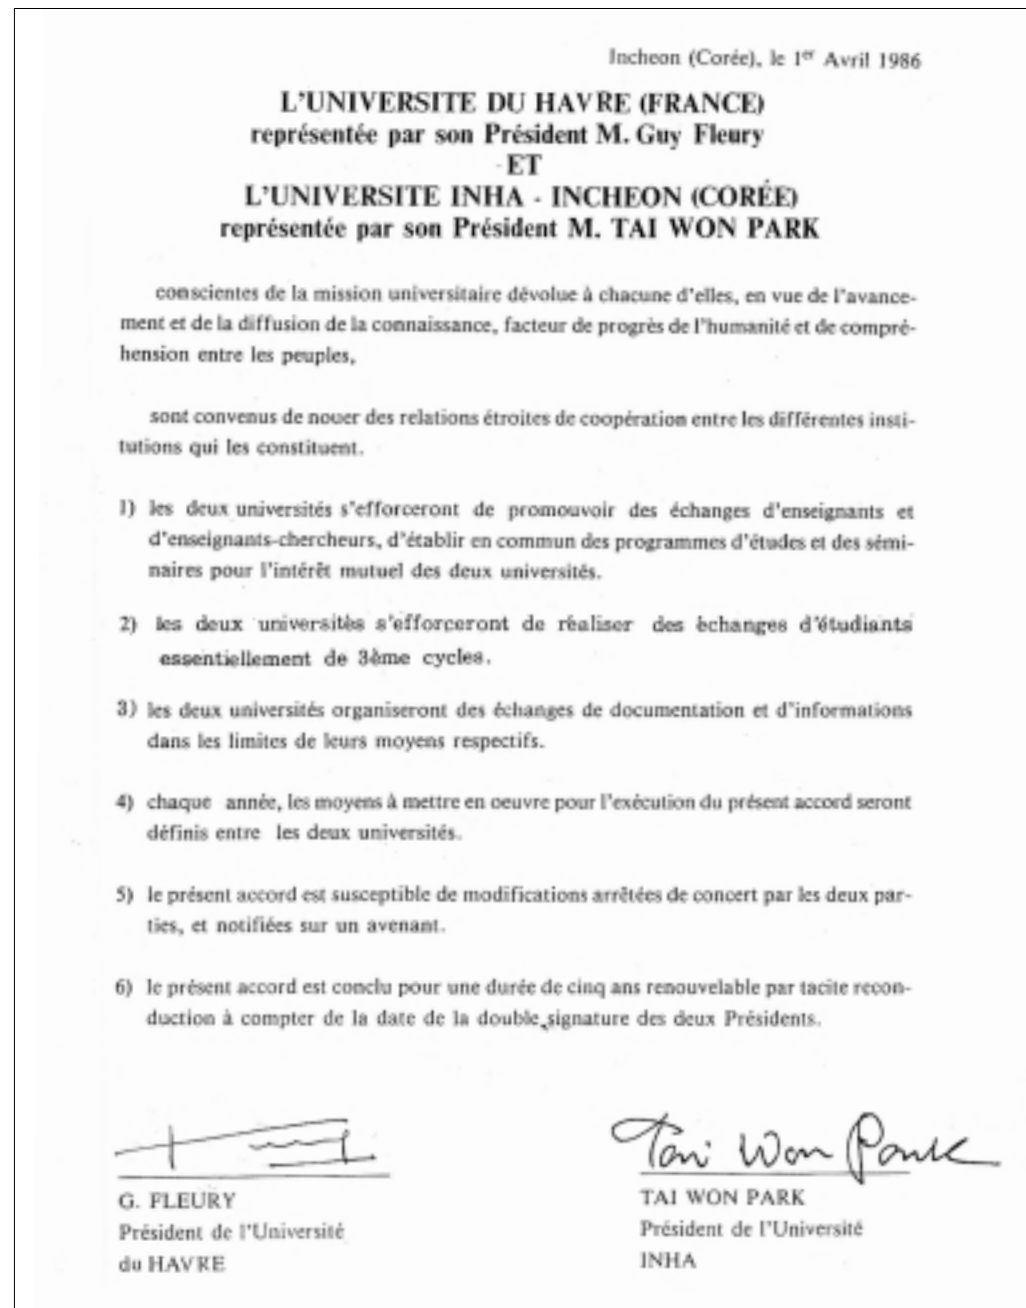 Incheon (Corée), le 1er Avril 1986
L'UNIVERSITE DU HAVRE (FRANCE)
représentée par son Président M. Guy Fleury
ET
L'UNIVERSITE INHA - INCHEON (CORÉE)
représentée par son Président M. TAI WON PARK
conscientes de la mission universitaire dévolue à chacune d'elles, en vue de l'avance-
ment et de la diffusion de la connaissance, facteur de progrès de l'humanité et de compré-
hension entre les peuples,
sont convenus de nouer des relations étroites de coopération entre les différentes insti-
tutions qui les constituent.
1) les deux universités s'efforceront de promouvoir des échanges d'enseignants et
d'enseignants-chercheurs, d'établir en commun des programmes d'études et des sémi-
naires pour l'intérêt mutuel des deux universités.
2) les deux universitès s'efforceront de réaliser des èchanges d'étudiants
essentiellement de 3ème cycles.
3) les deux universités organiseront des échanges de documentation et d'informations
dans les limites de leurs moyens respectifs.
4) chaque année, les moyens à mettre en oeuvre pour l'exécution du présent accord seront
définis entre les deux universités.
5) le présent accord est susceptible de modifications arrêtées de concert par les deux par-
ties, et notifiées sur un avenant.
6) le présent accord est conclu pour une durée de cinq ans renouvelable par tacite recon-
duction à compter de la date de la double signature des deux Présidents.
Tai Won Park
G. FLEURY
Président de l'Université
du HAVRE
TAI WON PARK
Président de l'Université
INHA